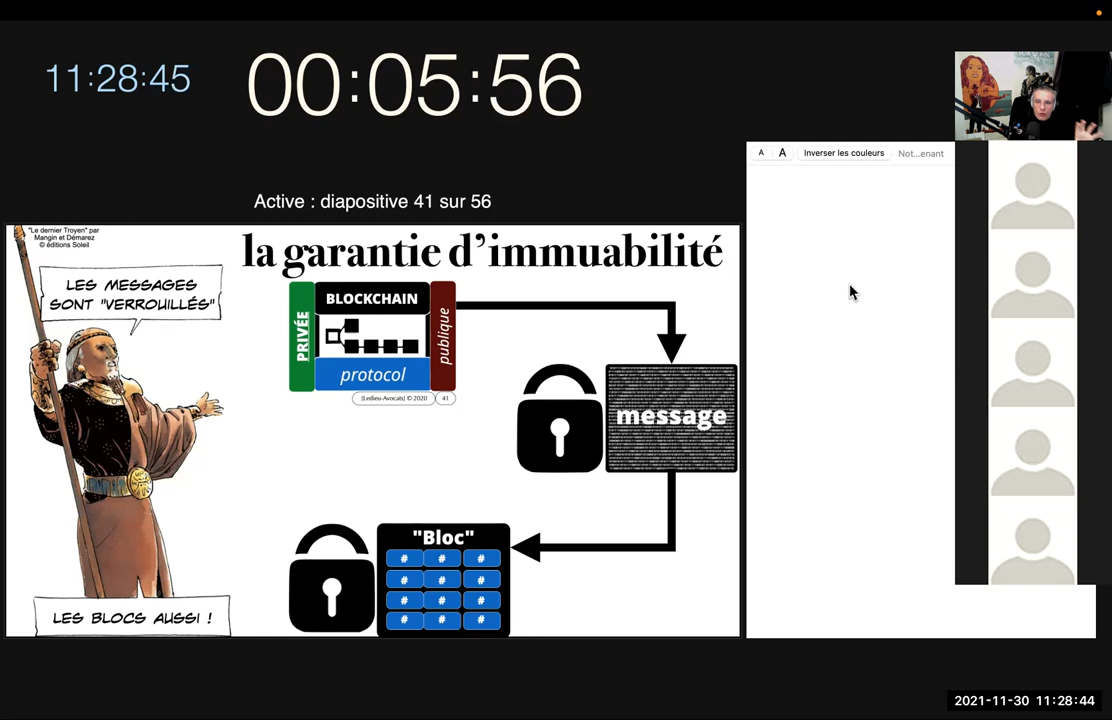 11:28:45
00:05:56
Active : diapositive 41 sur 56
A A Inverser les couleurs Not...enant
"Le dernier Troyen" par
Mangin et Démarez
© éditions Soleil
la garantie d'immuabilité
LES MESSAGES
SONT "VERROUILLÉS"
BLOCKCHAIN
PRIVÉE
publique
protocol
[Ledieu-Avocats] © 2020 41
message
"Bloc"
# # #
# # #
# # #
# # #
LES BLOCS AUSSI !
2021-11-30 11:28:44